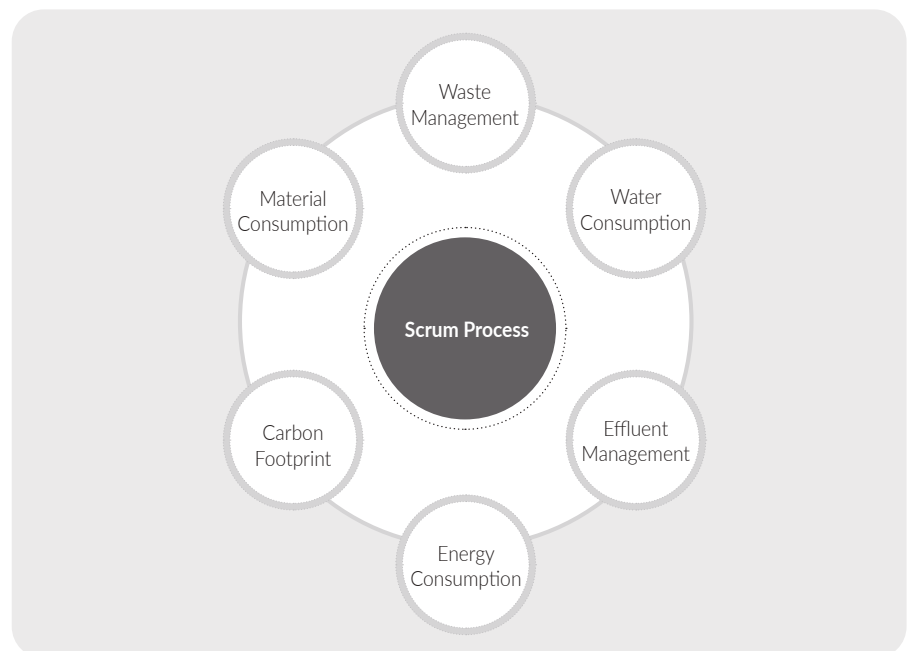 Waste
Management
Material
Consumption
Water
Consumption
Scrum Process
Carbon
Footprint
Effluent
Management
Energy
Consumption